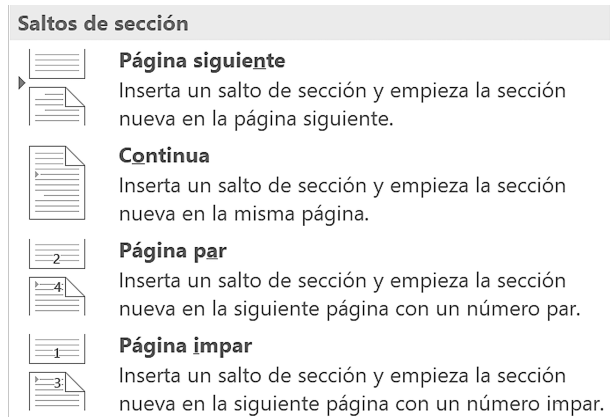 Saltos de sección
Página siguiente
Inserta un salto de sección y empieza la sección
nueva en la página siguiente.
Continua
Inserta un salto de sección y empieza la sección
nueva en la misma página.
2
4
Página par
Inserta un salto de sección y empieza la sección
nueva en la siguiente página con un número par.
1
3
Página impar
Inserta un salto de sección y empieza la sección
nueva en la siguiente página con un número impar.